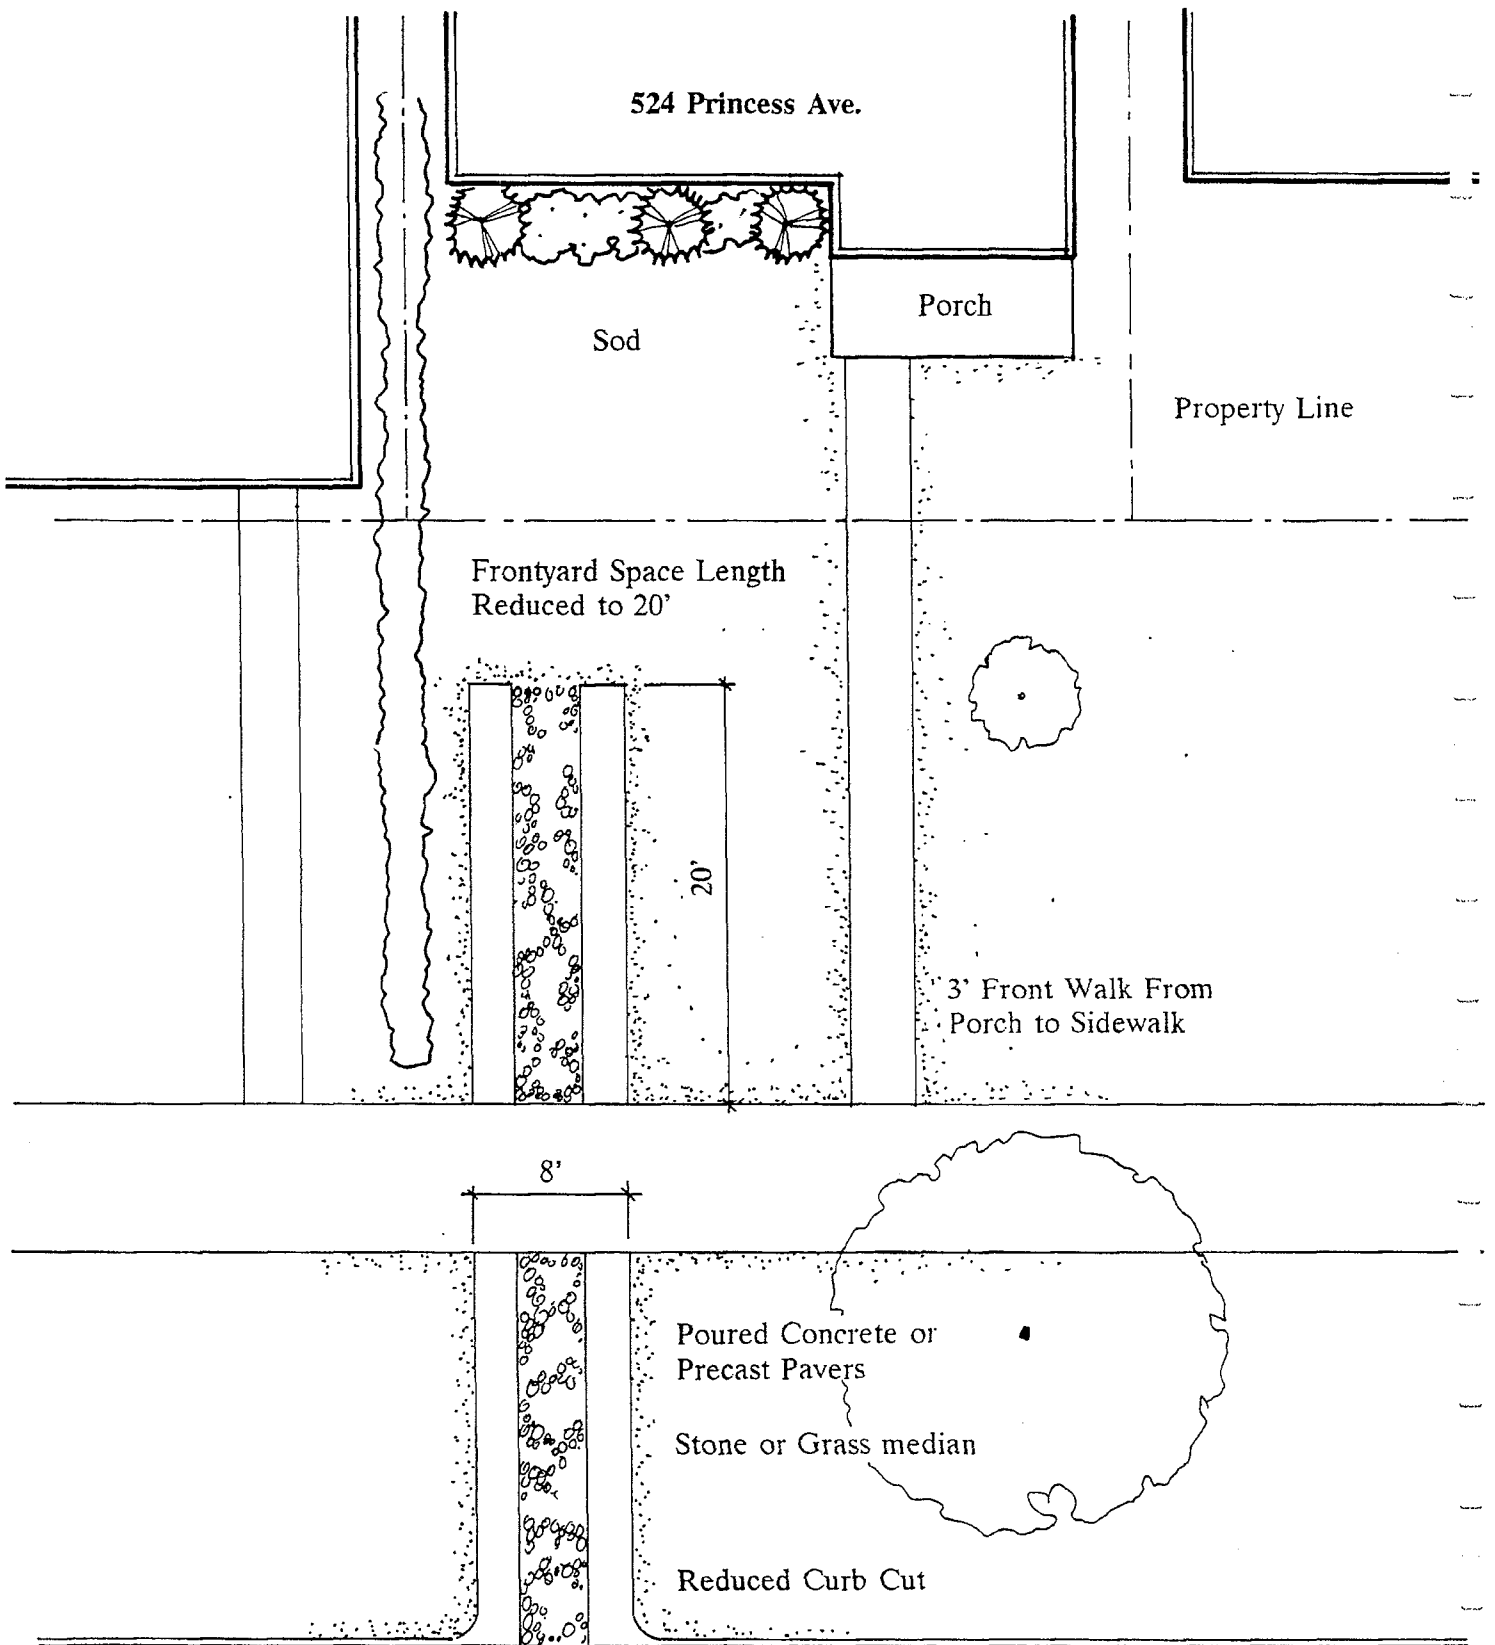 524 Princess Ave.
Porch
Sod
Property Line
Frontyard Space Length
Reduced to 20'
20'
3' Front Walk From
Porch to Sidewalk
8'
Poured Concrete or
Precast Pavers
Stone or Grass median
Reduced Curb Cut